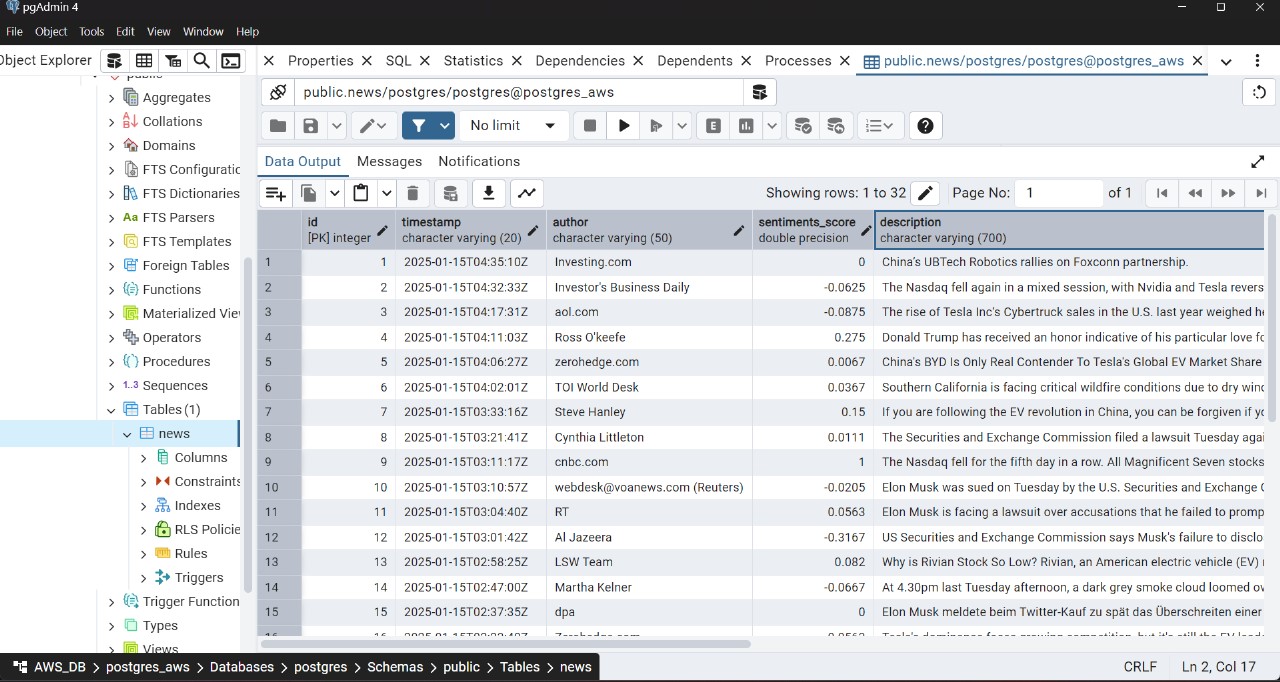 pgAdmin 4
File Object Tools Edit View Window Help
Object Explorer
Properties SQL Statistics Dependencies Dependents Processes public.news/postgres/postgres@postgres_aws
public
Aggregates
Collations
Domains
FTS Configuratic
FTS Dictionaries
Aa FTS Parsers
FTS Templates
Foreign Tables
Functions
Materialized Vie
Operators
Procedures
1..3 Sequences
Tables (1)
news
Columns
Constraints
Indexes
RLS Policie
Rules
Triggers
Trigger Function
Types
Views
public.news/postgres/postgres@postgres_aws
No limit E
Data Output Messages Notifications
Showing rows: 1 to 32 Page No: 1 of 1
id timestamp author sentiments_score description
[PK] integer character varying (20) character varying (50) double precision character varying (700)
1 1 2025-01-15T04:35:10Z Investing.com 0 China's UBTech Robotics rallies on Foxconn partnership.
2 2 2025-01-15T04:32:33Z Investor's Business Daily -0.0625 The Nasdaq fell again in a mixed session, with Nvidia and Tesla revers
3 3 2025-01-15T04:17:31Z aol.com -0.0875 The rise of Tesla Inc's Cybertruck sales in the U.S. last year weighed he
4 4 2025-01-15T04:11:03Z Ross O'keefe 0.275 Donald Trump has received an honor indicative of his particular love fo
5 5 2025-01-15T04:06:27Z zerohedge.com 0.0067 China's BYD Is Only Real Contender To Tesla's Global EV Market Share
6 6 2025-01-15T04:02:01Z TOI World Desk 0.0367 Southern California is facing critical wildfire conditions due to dry wind
7 7 2025-01-15T03:33:16Z Steve Hanley 0.15 If you are following the EV revolution in China, you can be forgiven if yo
8 8 2025-01-15T03:21:41Z Cynthia Littleton 0.0111 The Securities and Exchange Commission filed a lawsuit Tuesday agai
9 9 2025-01-15T03:11:17Z cnbc.com 1 The Nasdaq fell for the fifth day in a row. All Magnificent Seven stocks
10 10 2025-01-15T03:10:57Z webdesk@voanews.com (Reuters) -0.0205 Elon Musk was sued on Tuesday by the U.S. Securities and Exchange C
11 11 2025-01-15T03:04:40Z RT 0.0563 Elon Musk is facing a lawsuit over accusations that he failed to promp
12 12 2025-01-15T03:01:42Z Al Jazeera -0.3167 US Securities and Exchange Commission says Musk's failure to disclo
13 13 2025-01-15T02:58:25Z LSW Team 0.082 Why is Rivian Stock So Low? Rivian, an American electric vehicle (EV)
14 14 2025-01-15T02:47:00Z Martha Kelner -0.0667 At 4.30pm last Tuesday afternoon, a dark grey smoke cloud loomed ov
15 15 2025-01-15T02:37:35Z dpa 0 Elon Musk meldete beim Twitter-Kauf zu spät das Überschreiten einer
AWS_DB > postgres_aws > Databases > postgres > Schemas > public > Tables > news
CRLF Ln 2, Col 17